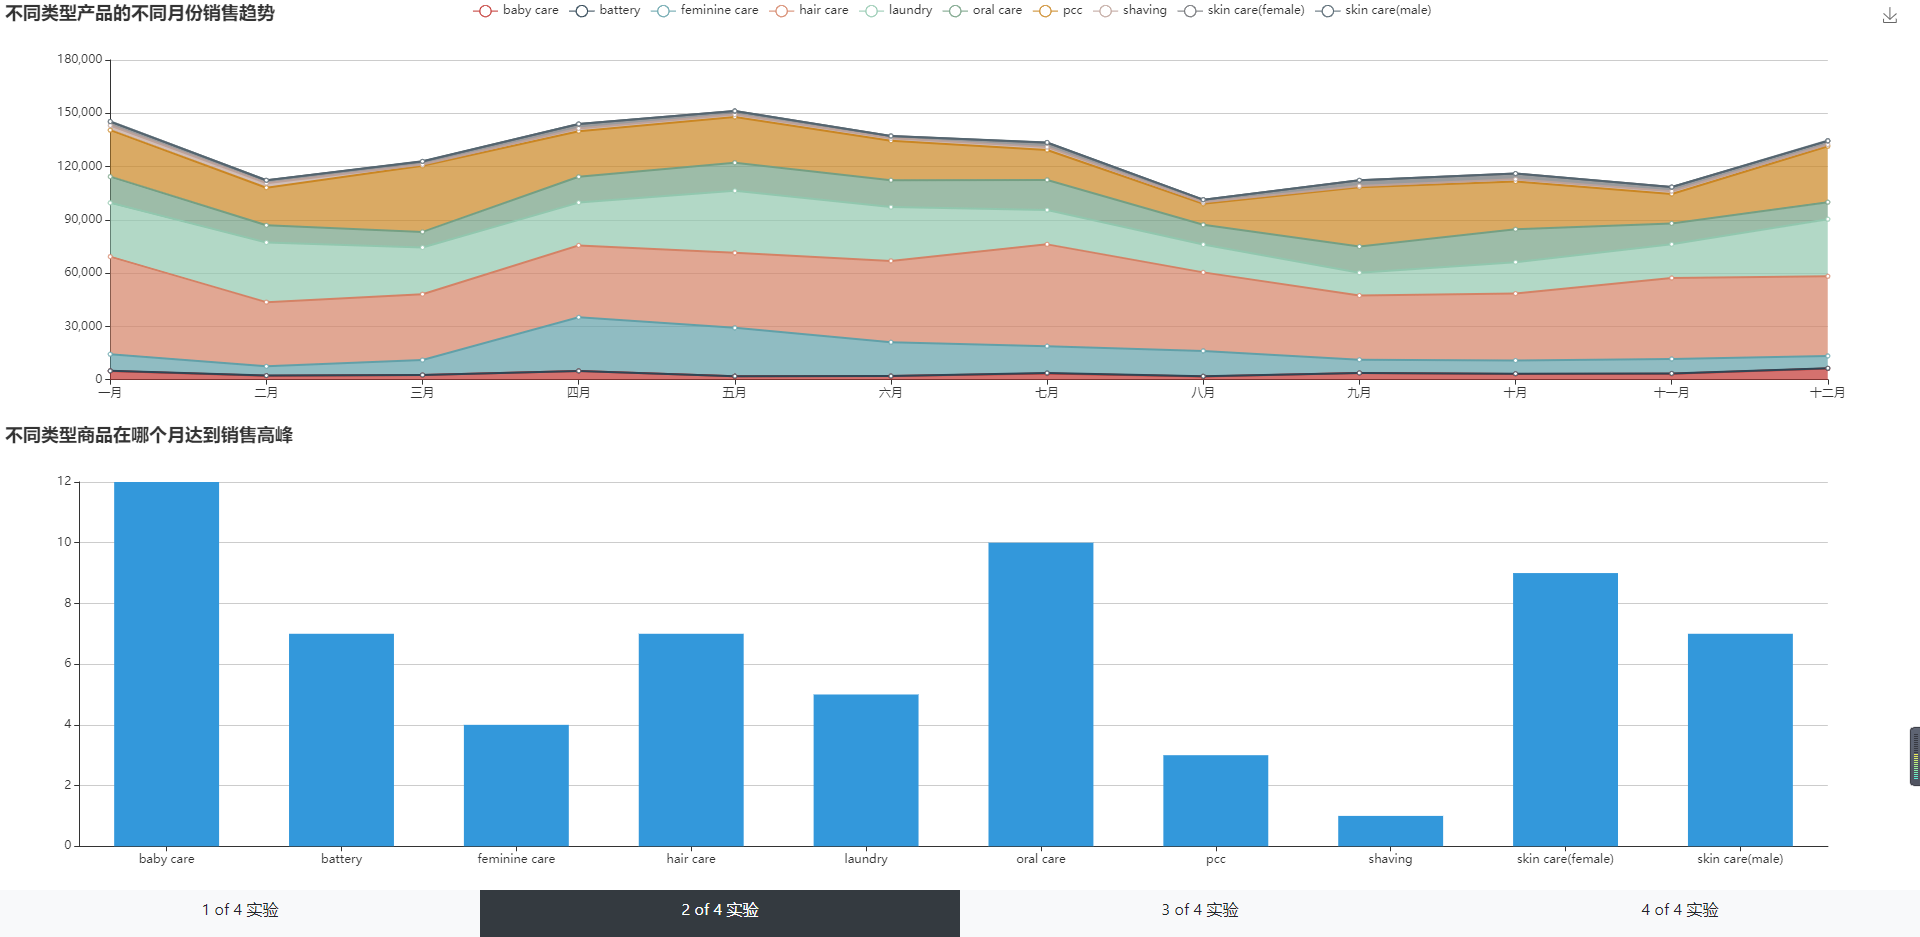 不同类型产品的不同月份销售趋势
baby care battery feminine care hair care laundry oral care pcc shaving skin care(female) skin care(male)
180,000
150,000
120,000
90,000
60,000
30,000
0
一月 二月 三月 四月 五月 六月 七月 八月 九月 十月 十一月 十二月
不同类型商品在哪个月达到销售高峰
12
10
8
6
4
2
0
baby care battery feminine care hair care laundry oral care pcc shaving skin care(female) skin care(male)
1 of 4 实验 2 of 4 实验 3 of 4 实验 4 of 4 实验